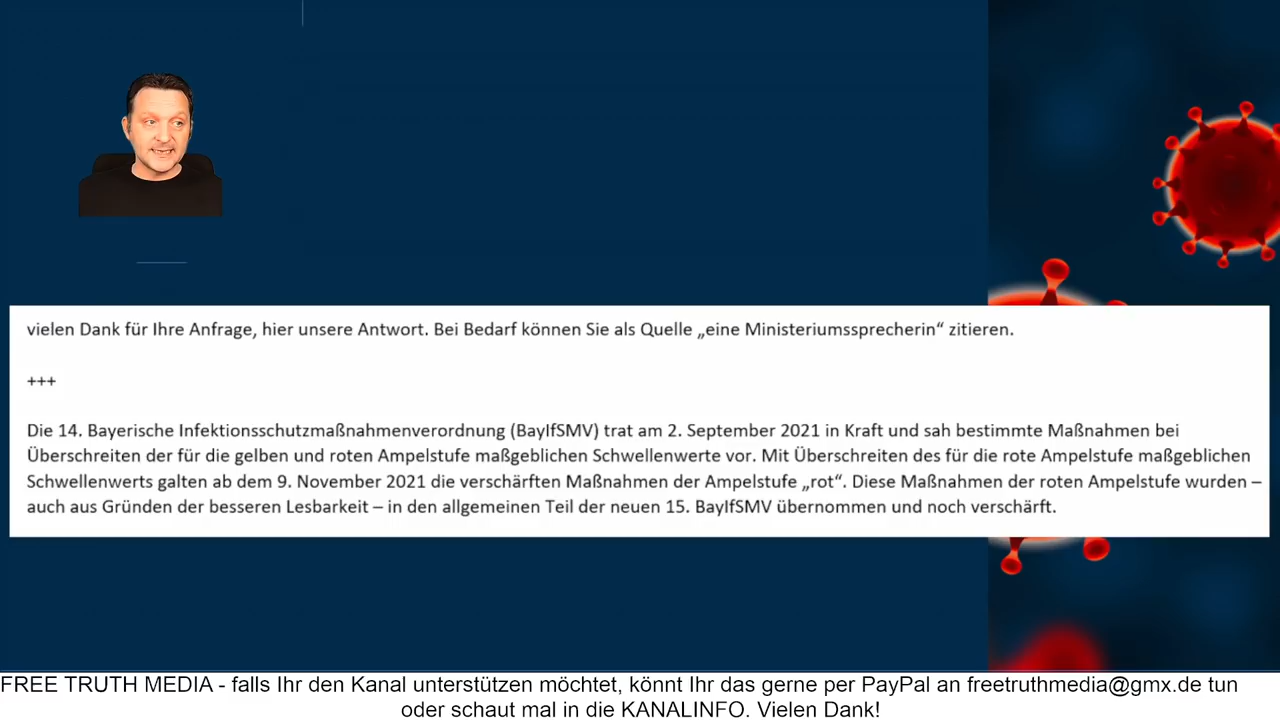 vielen Dank für Ihre Anfrage, hier unsere Antwort. Bei Bedarf können Sie als Quelle „eine Ministeriumssprecherin“ zitieren.
+++
Die 14. Bayerische Infektionsschutzmaßnahmenverordnung (BayIfSMV) trat am 2. September 2021 in Kraft und sah bestimmte Maßnahmen bei
Überschreiten der für die gelben und roten Ampelstufe maßgeblichen Schwellenwerte vor. Mit Überschreiten des für die rote Ampelstufe maßgeblichen
Schwellenwerts galten ab dem 9. November 2021 die verschärften Maßnahmen der Ampelstufe „rot“. Diese Maßnahmen der roten Ampelstufe wurden –
auch aus Gründen der besseren Lesbarkeit – in den allgemeinen Teil der neuen 15. BayIfSMV übernommen und noch verschärft.
FREE TRUTH MEDIA - falls Ihr den Kanal unterstützen möchtet, könnt Ihr das gerne per PayPal an freetruthmedia@gmx.de tun
oder schaut mal in die KANALINFO. Vielen Dank!